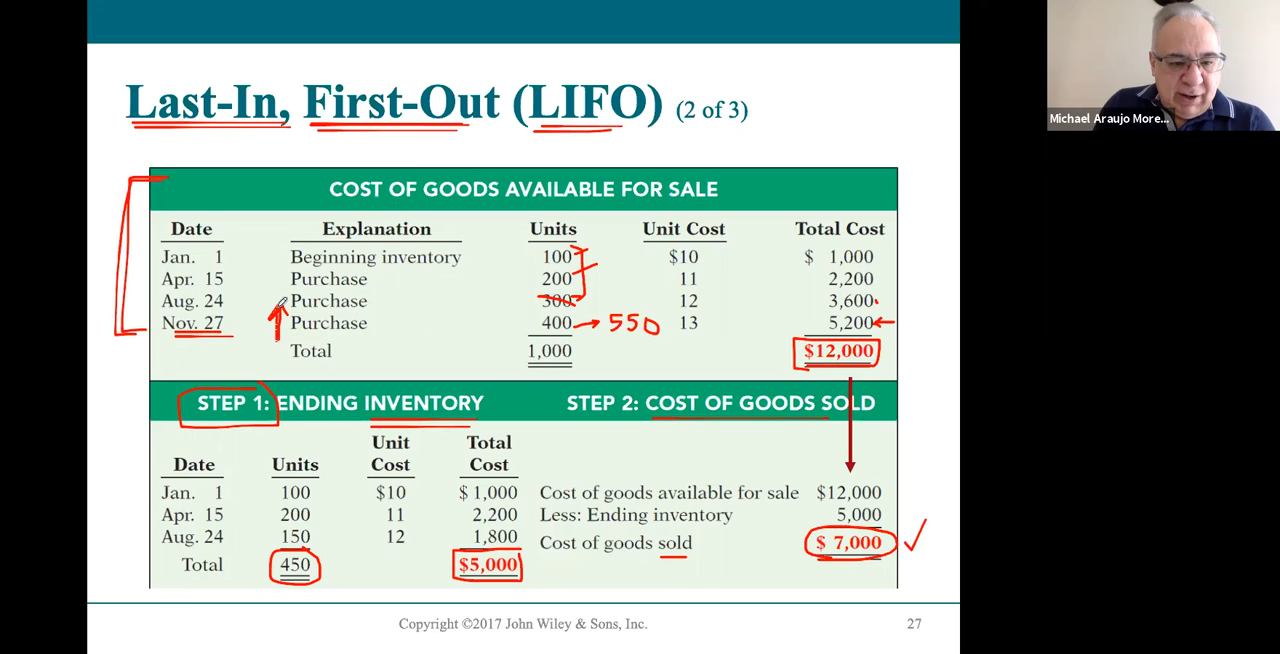 Last-In, First-Out (LIFO) (2 of 3)
Michael Araujo More...
COST OF GOODS AVAILABLE FOR SALE
Date Explanation Units Unit Cost Total Cost
Jan. 1 Beginning inventory 100 $10 $ 1,000
Apr. 15 Purchase 200 11 2,200
Aug. 24 Purchase 300 12 3,600
Nov. 27 Purchase 400 → 550 13 5,200
Total 1,000 $12,000
STEP 1: ENDING INVENTORY STEP 2: COST OF GOODS SOLD
Unit Total
Date Units Cost Cost
Jan. 1 100 $10 $ 1,000 Cost of goods available for sale $12,000
Apr. 15 200 11 2,200 Less: Ending inventory 5,000
Aug. 24 150 12 1,800 Cost of goods sold $ 7,000
Total 450 $5,000
Copyright ©2017 John Wiley & Sons, Inc. 27